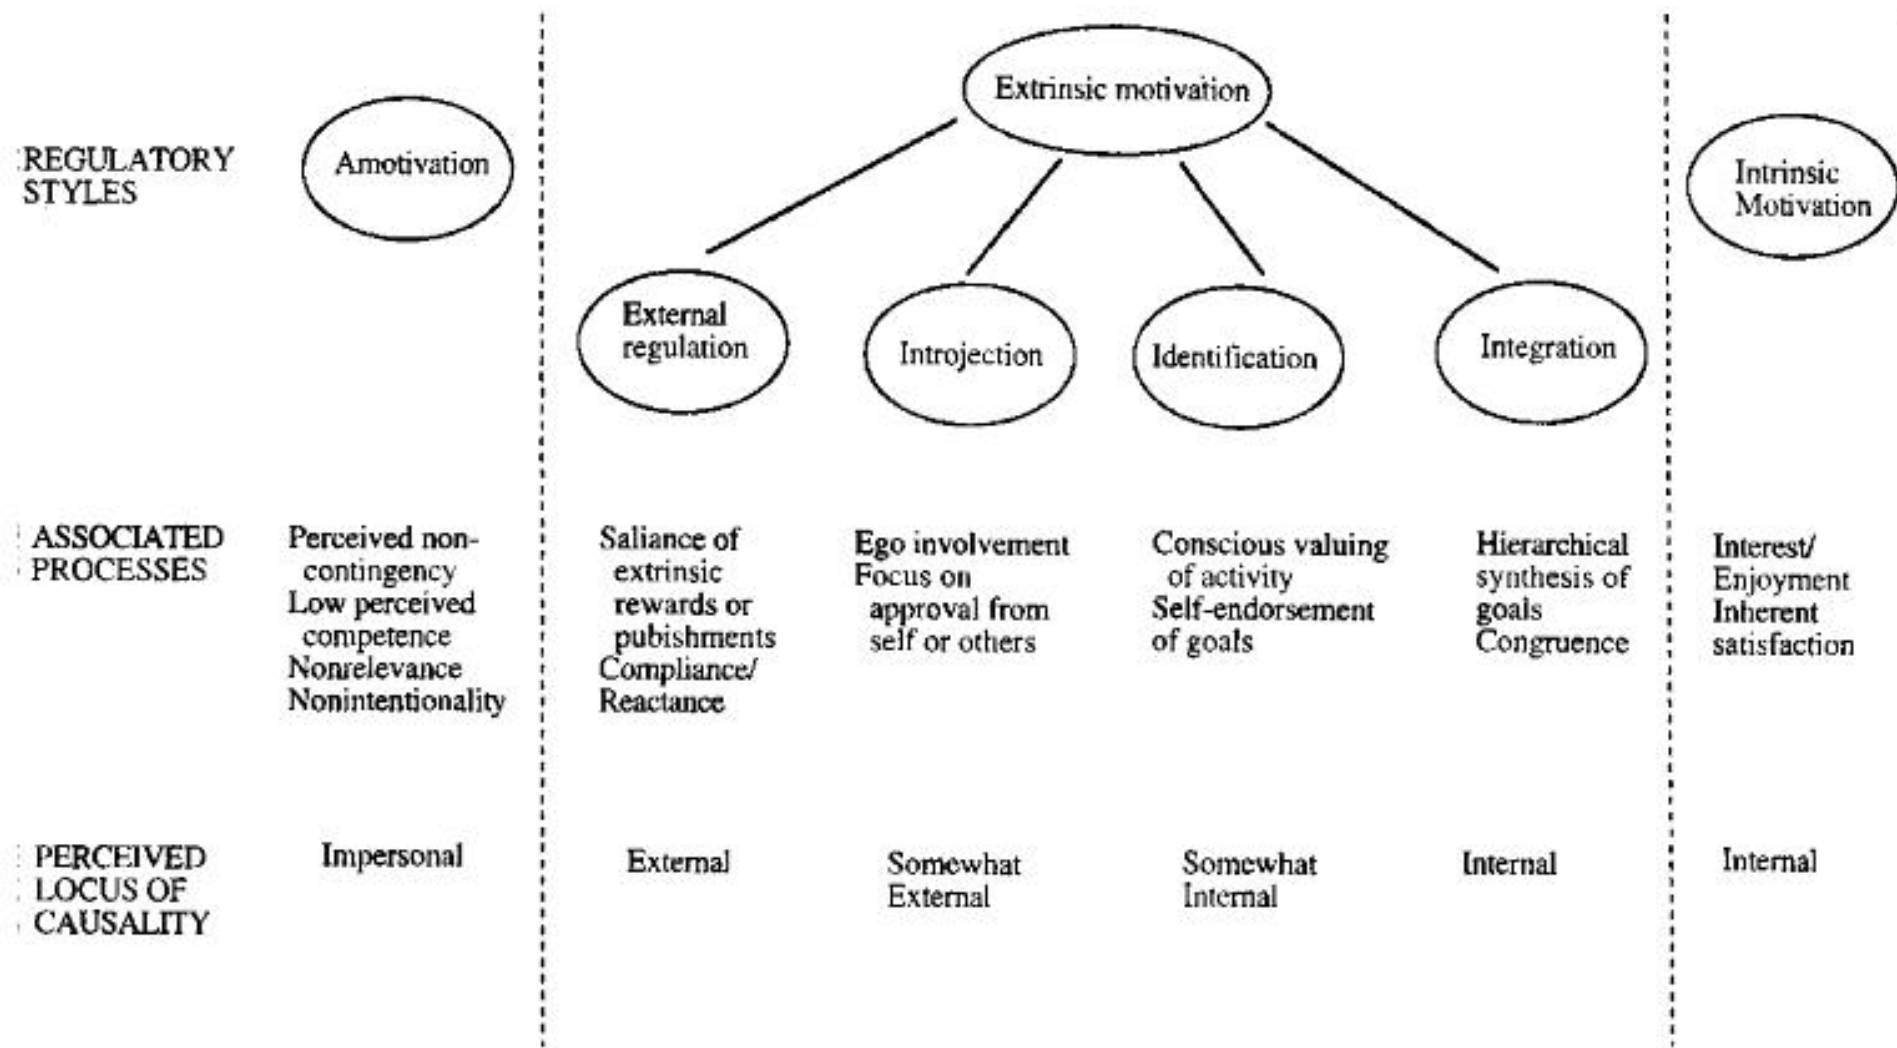 Extrinsic motivation
REGULATORY
STYLES
Amotivation
Intrinsic
Motivation
External
regulation
Introjection
Identification
Integration
ASSOCIATED
PROCESSES
Perceived non-
contingency
Low perceived
competence
Nonrelevance
Nonintentionality
Saliance of
extrinsic
rewards or
pubishments
Compliance/
Reactance
Ego involvement
Focus on
approval from
self or others
Conscious valuing
of activity
Self-endorsement
of goals
Hierarchical
synthesis of
goals
Congruence
Interest/
Enjoyment
Inherent
satisfaction
PERCEIVED
LOCUS OF
CAUSALITY
Impersonal
External
Somewhat
External
Somewhat
Internal
Internal
Internal